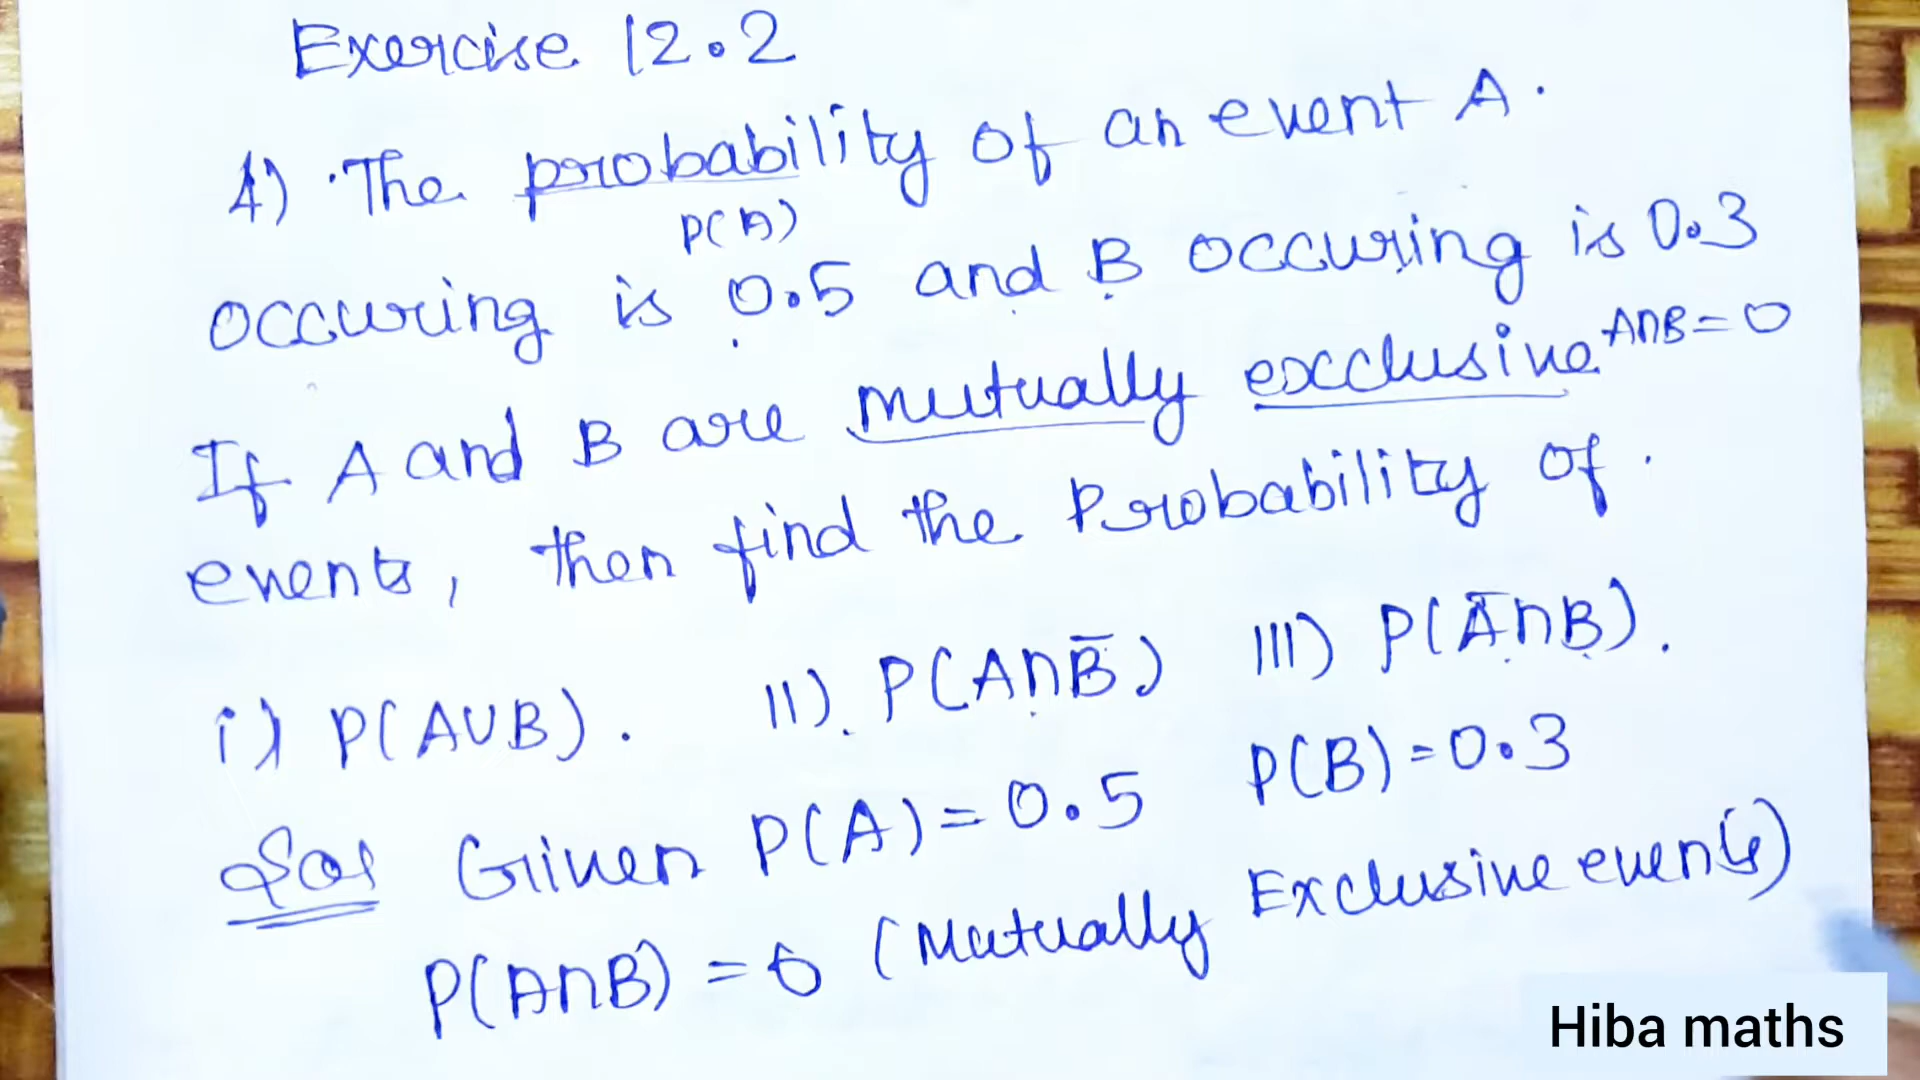 Exercise 12.2
4) The probability of an event A.
P(A)
occuring is 0.5 and B occuring is 0.3
A∩B=0
If A and B are mutually exclusive
events, then find the Probability of.
i) P(A∪B). II). P(A∩B̅) III) P(A̅∩B).
Sol Given P(A)=0.5 P(B)=0.3
P(A∩B)=0 (Mutually Exclusive events)
Hiba maths